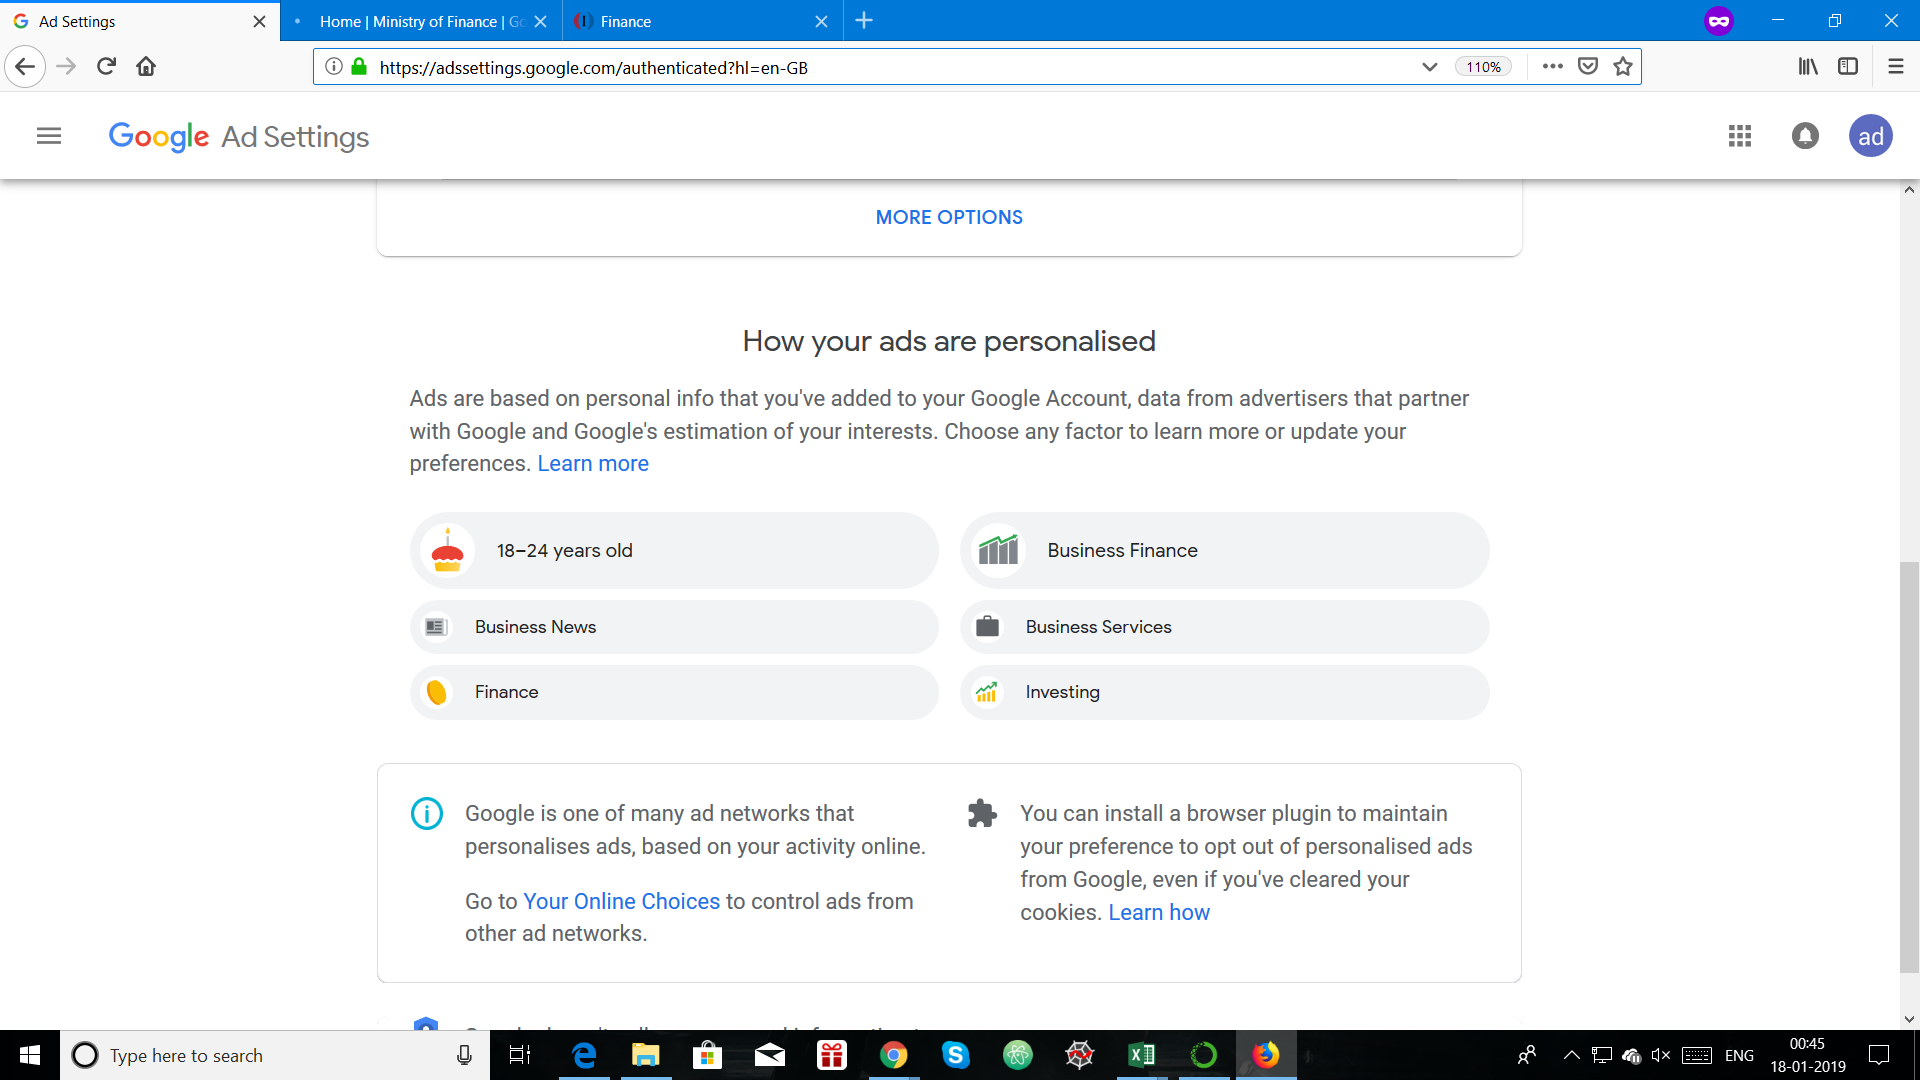 Ad Settings
Home | Ministry of Finance | Go
Finance
https://adssettings.google.com/authenticated?hl=en-GB
110%
Google Ad Settings
ad
MORE OPTIONS
How your ads are personalised
Ads are based on personal info that you've added to your Google Account, data from advertisers that partner
with Google and Google's estimation of your interests. Choose any factor to learn more or update your
preferences. Learn more
18–24 years old
Business Finance
Business News
Business Services
Finance
Investing
Google is one of many ad networks that
personalises ads, based on your activity online.
Go to Your Online Choices to control ads from
other ad networks.
You can install a browser plugin to maintain
your preference to opt out of personalised ads
from Google, even if you've cleared your
cookies. Learn how
Type here to search
ENG
00:45
18-01-2019